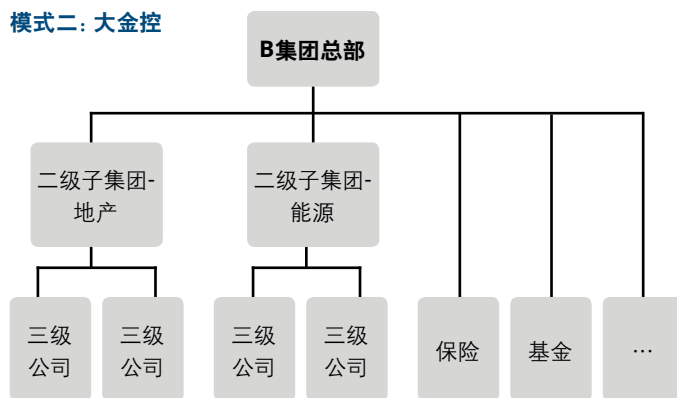 模式二：大金控
B集团总部
二级子集团-
地产
二级子集团-
能源
三级
公司
三级
公司
三级
公司
三级
公司
保险
基金
…